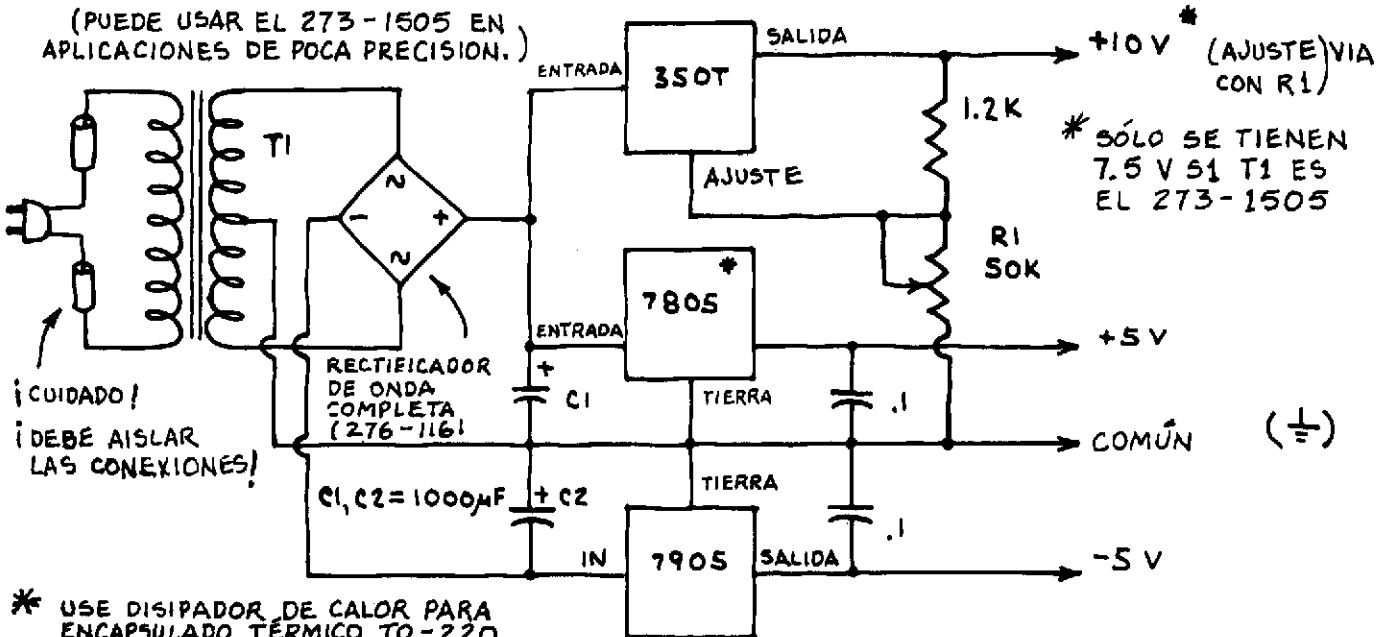 (PUEDE USAR EL 273-1505 EN
APLICACIONES DE POCA PRECISION.)
ENTRADA
350T
SALIDA
+10 V *
(AJUSTE) VIA
CON R1)
1.2K
* SÓLO SE TIENEN
7.5 V S1 T1 ES
EL 273-1505
T1
AJUSTE
R1
50K
~
- +
~
ENTRADA
7805
*
+5 V
RECTIFICADOR
DE ONDA
COMPLETA
(276-1161
+
C1
TIERRA
.1
¡CUIDADO!
¡DEBE AISLAR
LAS CONEXIONES!
COMÚN
( )
C1, C2 = 1000µF
+ C2
TIERRA
.1
IN
7905
SALIDA
-5 V
* USE DISIPADOR DE CALOR PARA
ENCAPSULADO TÉRMICO TO-220